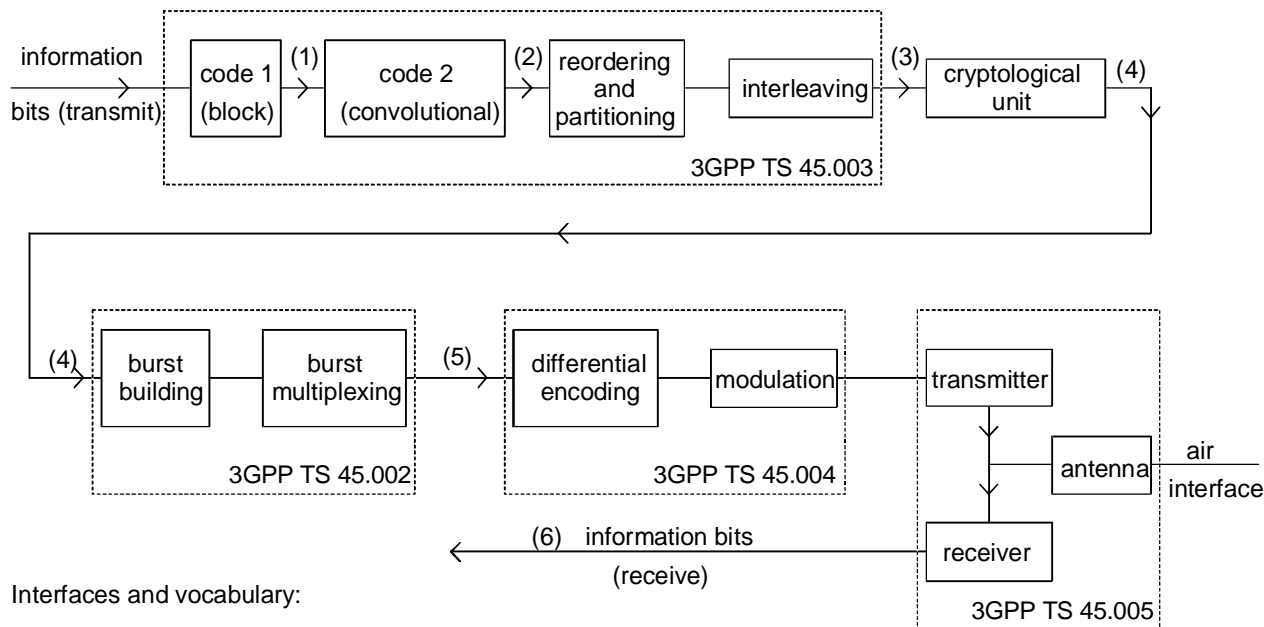 information
bits (transmit)
code 1
(block)
(1)
code 2
(convolutional)
(2)
reordering
and
partitioning
interleaving
(3)
cryptological
unit
(4)
3GPP TS 45.003
(4)
burst
building
burst
multiplexing
3GPP TS 45.002
(5)
differential
encoding
modulation
3GPP TS 45.004
transmitter
antenna
air
interface
receiver
3GPP TS 45.005
(6) information bits
(receive)
Interfaces and vocabulary: